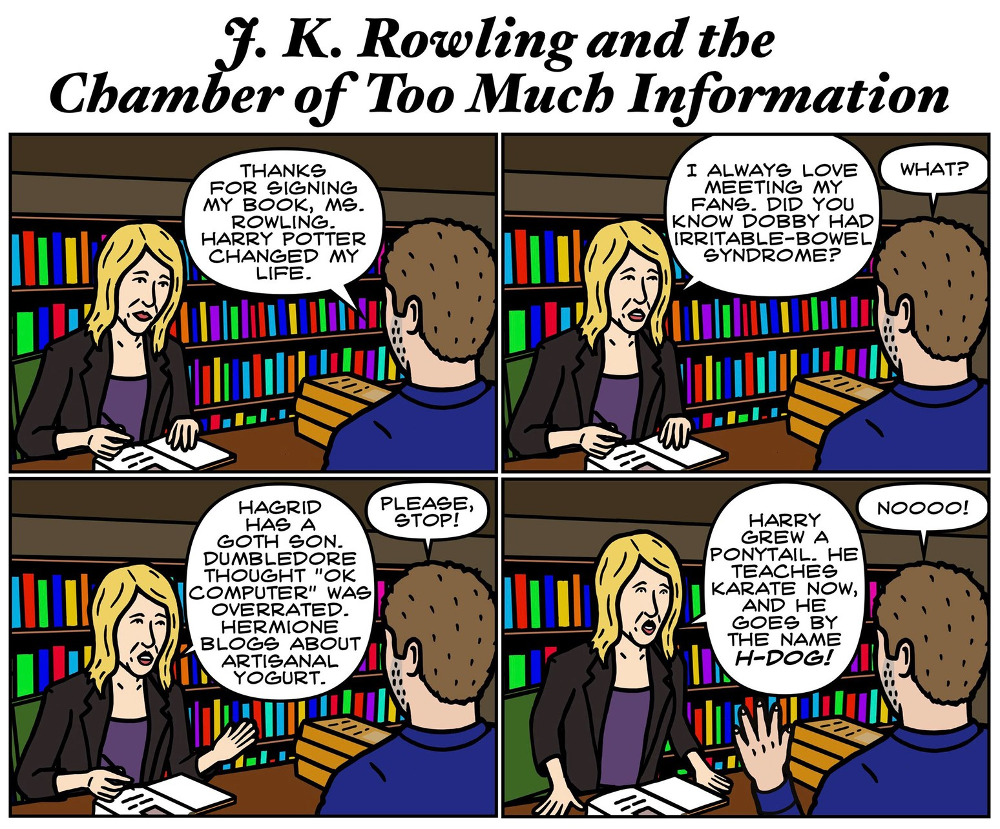 J. K. Rowling and the
Chamber of Too Much Information
THANKS
FOR SIGNING
MY BOOK, MS.
ROWLING.
HARRY POTTER
CHANGED MY
LIFE.
I ALWAYS LOVE
MEETING MY
FANS. DID YOU
KNOW DOBBY HAD
IRRITABLE-BOWEL
SYNDROME?
WHAT?
HAGRID
HAS A
GOTH SON.
DUMBLEDORE
THOUGHT "OK
COMPUTER" WAS
OVERRATED.
HERMIONE
BLOGS ABOUT
ARTISANAL
YOGURT.
PLEASE,
STOP!
HARRY
GREW A
PONYTAIL. HE
TEACHES
KARATE NOW,
AND HE
GOES BY
THE NAME
H-DOG!
NOOOO!